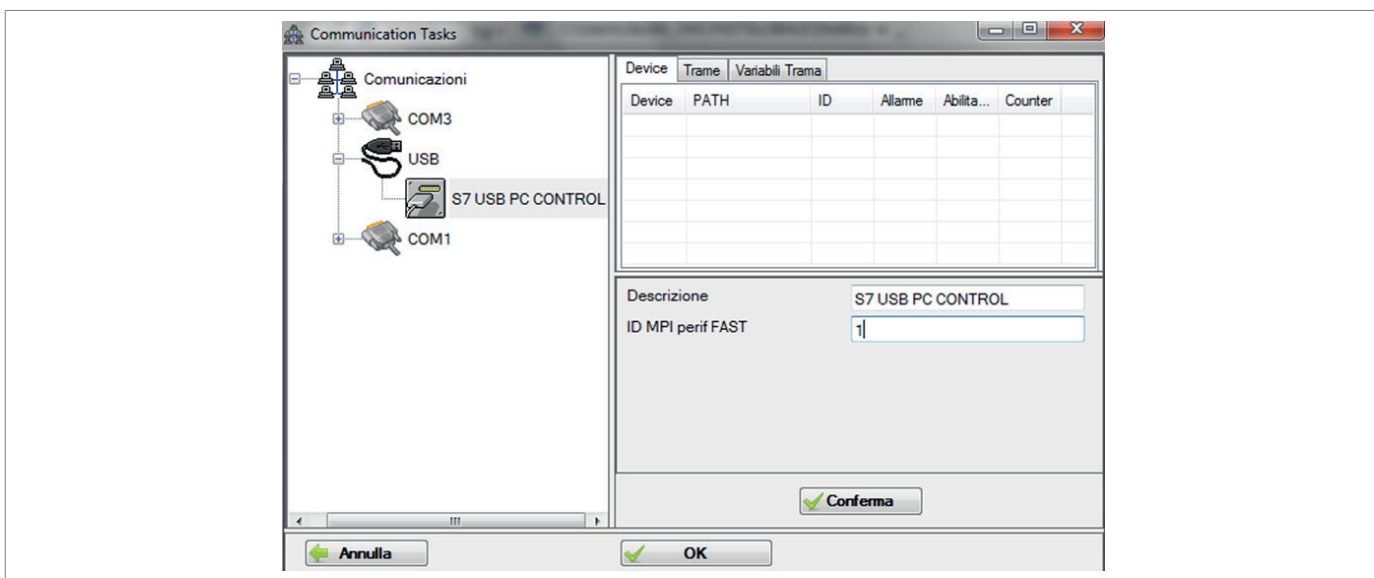 Communication Tasks
Comunicazioni
COM3
USB
S7 USB PC CONTROL
COM1
Device Trame Variabili Trama
Device PATH ID Allarme Abilita... Counter
Descrizione S7 USB PC CONTROL
ID MPI perif FAST 1
Conferma
Annulla OK